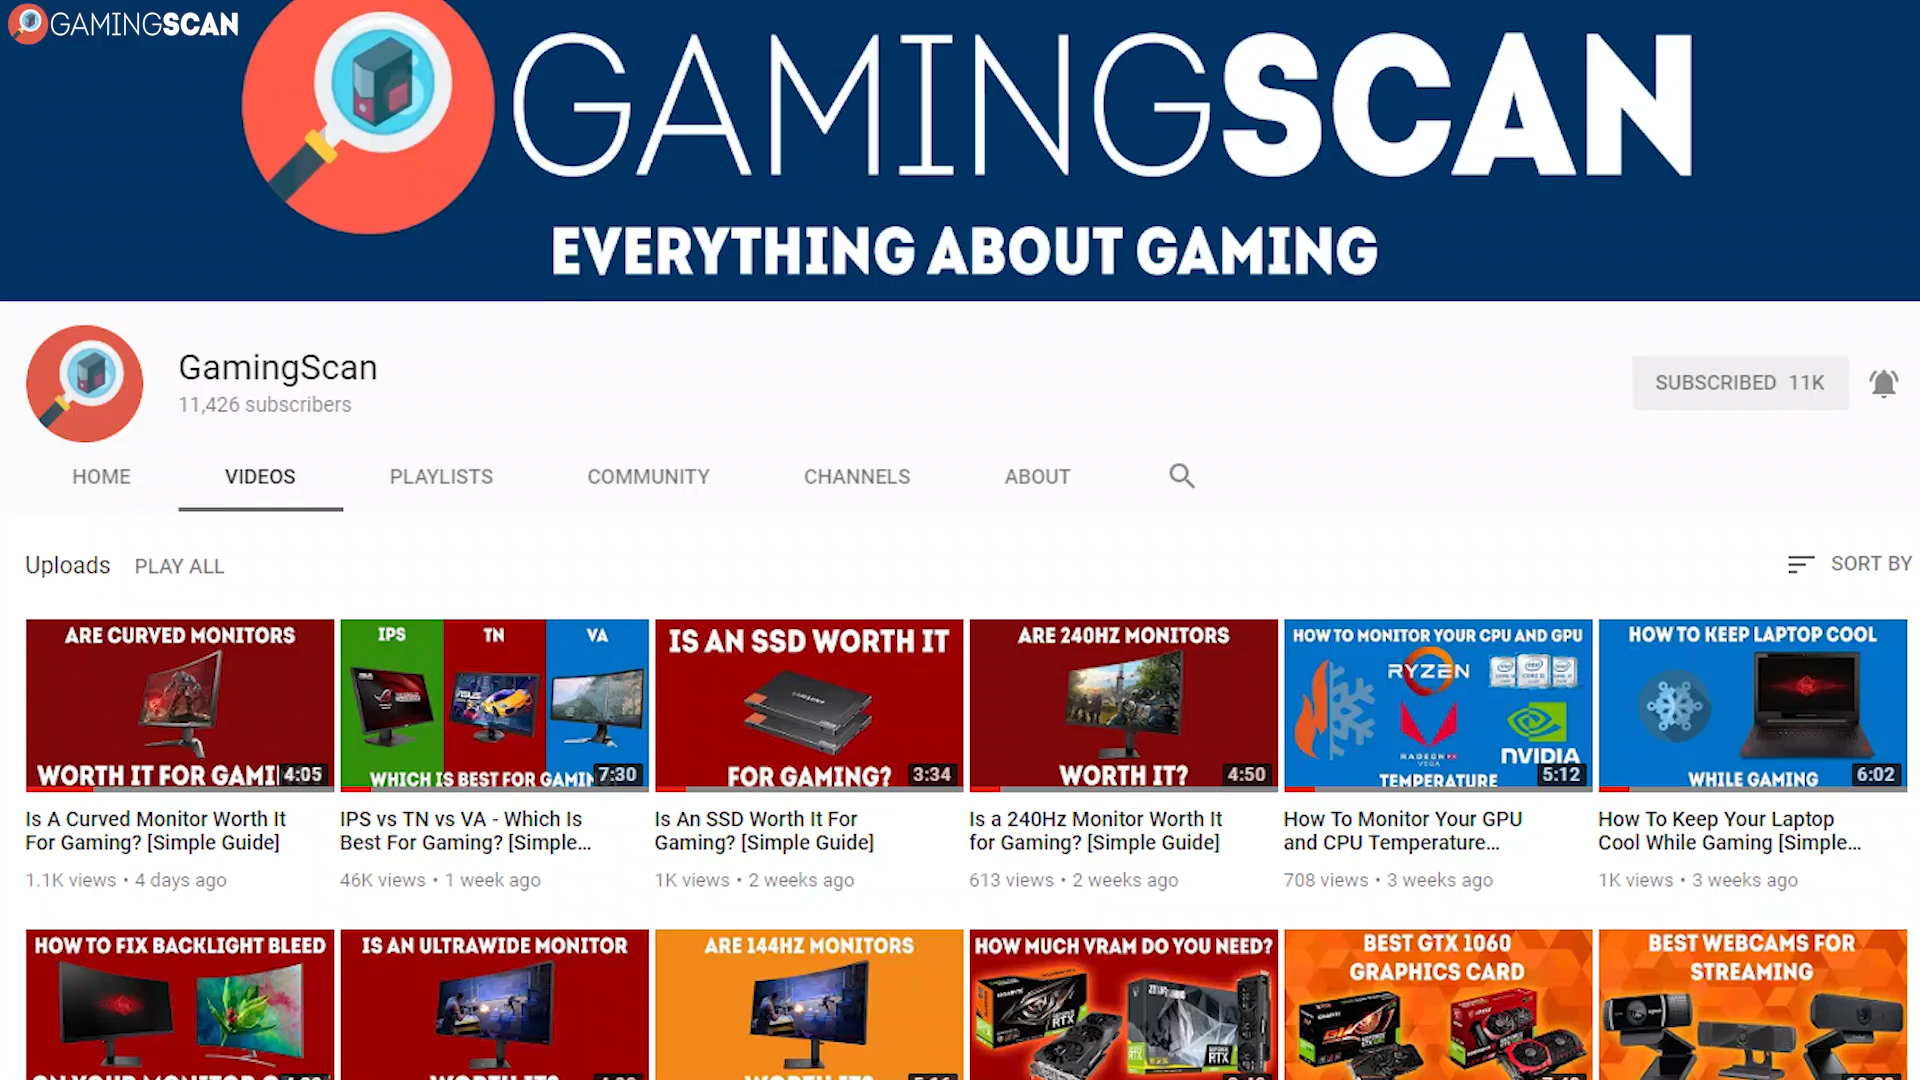 GAMINGSCAN
GAMINGSCAN
EVERYTHING ABOUT GAMING
GamingScan
11,426 subscribers
SUBSCRIBED 11K
HOME VIDEOS PLAYLISTS COMMUNITY CHANNELS ABOUT
Uploads PLAY ALL
SORT BY
ARE CURVED MONITORS
WORTH IT FOR GAMI
4:05
IPS TN VA
WHICH IS BEST FOR GAMIN
7:30
IS AN SSD WORTH IT
SAMSUNG
FOR GAMING?
3:34
ARE 240HZ MONITORS
WORTH IT?
4:50
HOW TO MONITOR YOUR CPU AND GPU
RYZEN
RADEON
VEGA
NVIDIA
TEMPERATURE
5:12
HOW TO KEEP LAPTOP COOL
WHILE GAMING
6:02
Is A Curved Monitor Worth It
For Gaming? [Simple Guide]
1.1K views • 4 days ago
IPS vs TN vs VA - Which Is
Best For Gaming? [Simple...
46K views • 1 week ago
Is An SSD Worth It For
Gaming? [Simple Guide]
1K views • 2 weeks ago
Is a 240Hz Monitor Worth It
for Gaming? [Simple Guide]
613 views • 2 weeks ago
How To Monitor Your GPU
and CPU Temperature...
708 views • 3 weeks ago
How To Keep Your Laptop
Cool While Gaming [Simple...
1K views • 3 weeks ago
HOW TO FIX BACKLIGHT BLEED
IS AN ULTRAWIDE MONITOR
ARE 144HZ MONITORS
HOW MUCH VRAM DO YOU NEED?
RTX
RTX
BEST GTX 1060
GRAPHICS CARD
BEST WEBCAMS FOR
STREAMING